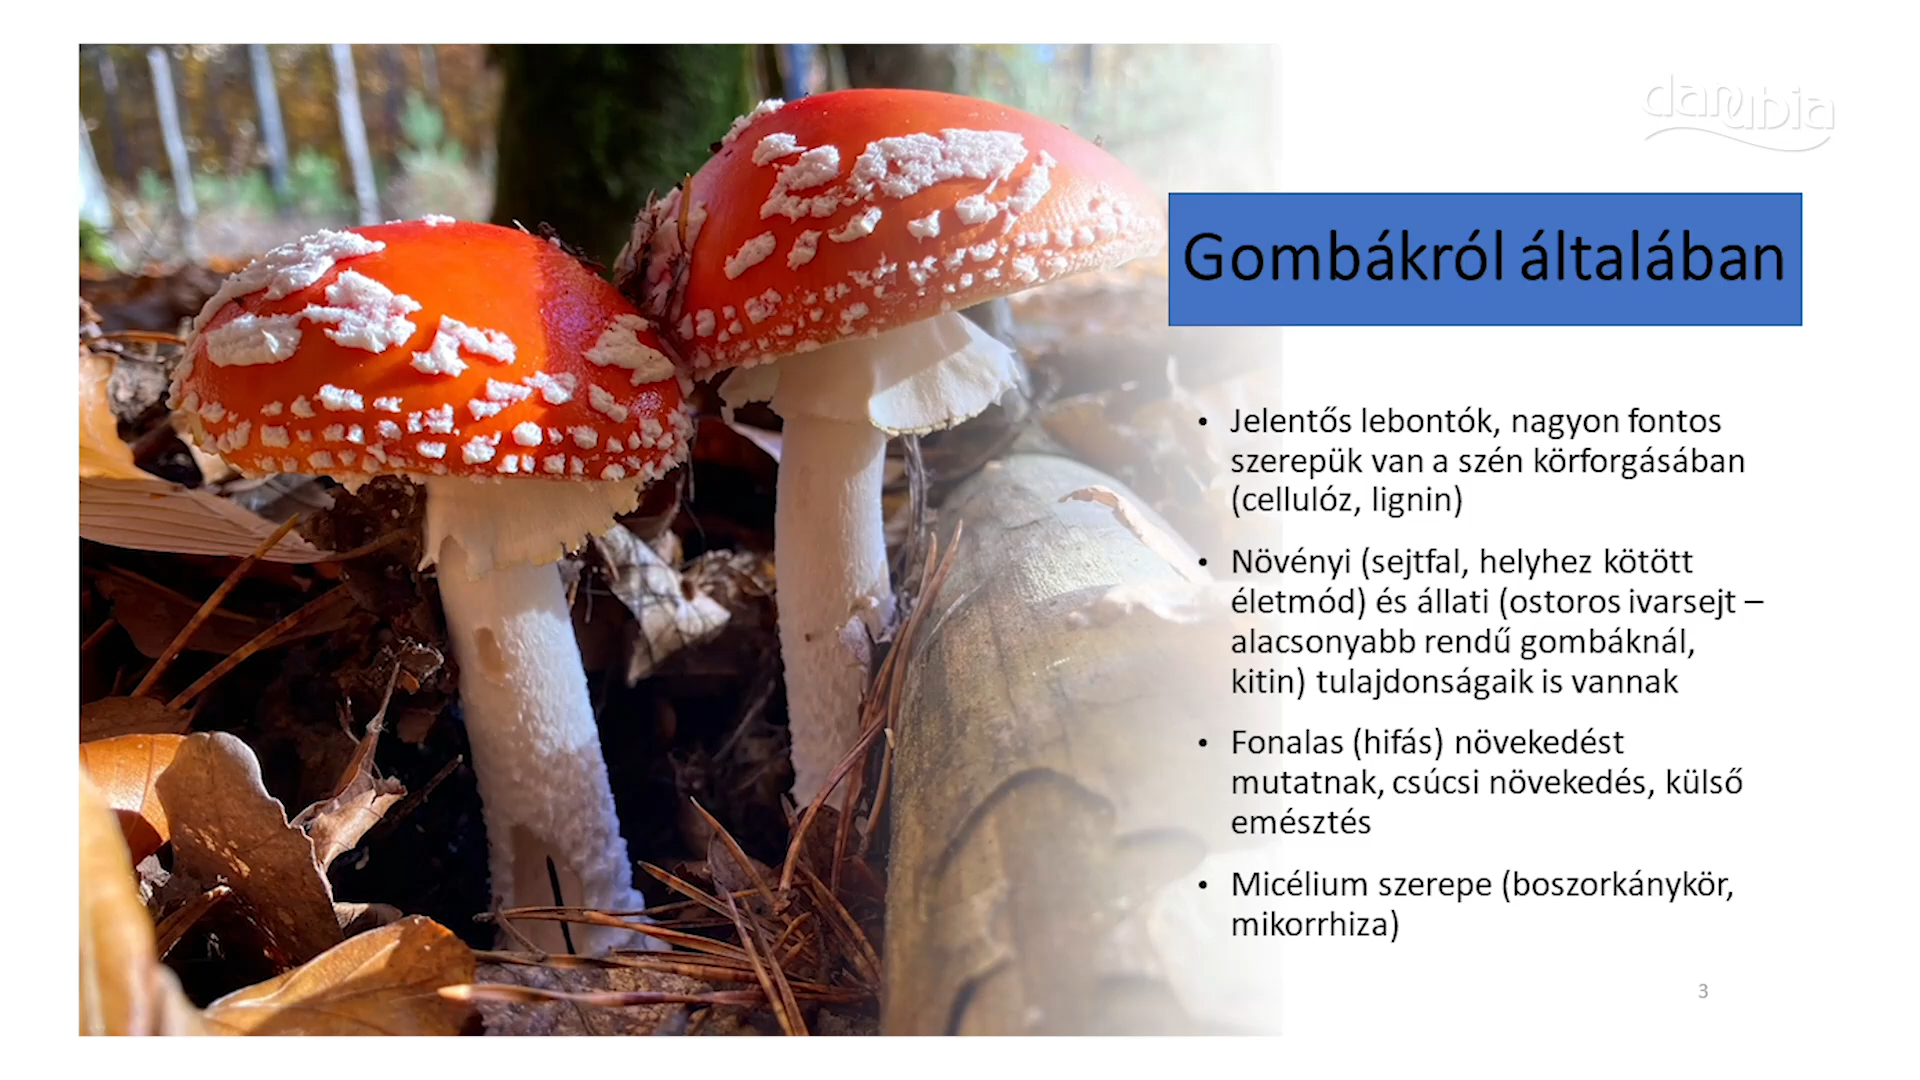 danubia
Gombákról általában
• Jelentős lebontók, nagyon fontos
szerepük van a szén körforgásában
(cellulóz, lignin)
• Növényi (sejtfal, helyhez kötött
életmód) és állati (ostoros ivarsejt –
alacsonyabb rendű gombáknál,
kitin) tulajdonságaik is vannak
• Fonalas (hifás) növekedést
mutatnak, csúcsi növekedés, külső
emésztés
• Micélium szerepe (boszorkánykör,
mikorrhiza)
3